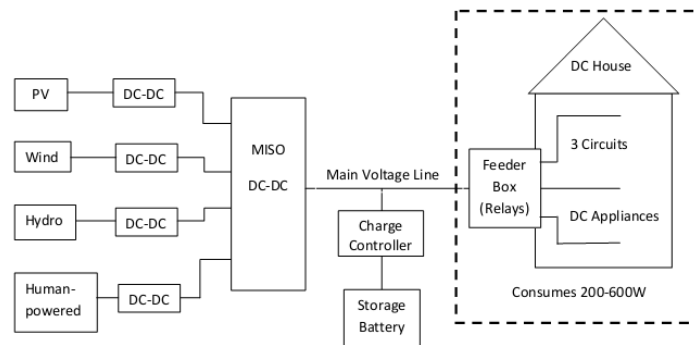 PV
DC-DC
Wind
DC-DC
Hydro
DC-DC
Human-
powered
DC-DC
MISO
DC-DC
Main Voltage Line
Charge
Controller
Storage
Battery
DC House
Feeder
Box
(Relays)
3 Circuits
DC Appliances
Consumes 200-600W